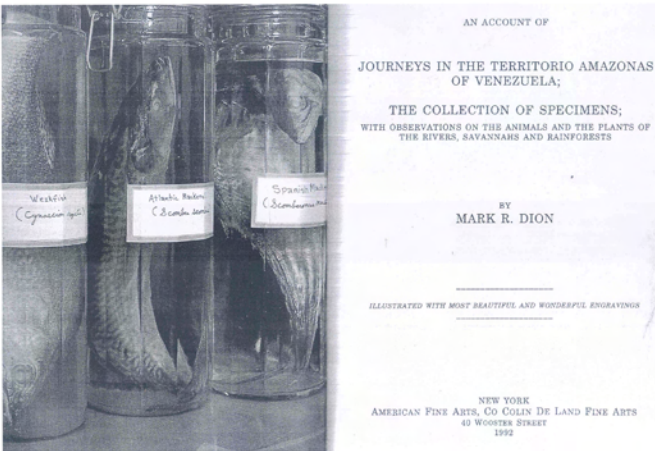 Weakfish
(Cynoscion
Atlantic
(Scomber
Spanish
AN ACCOUNT OF
JOURNEYS IN THE TERRITORIO AMAZONAS
OF VENEZUELA;
THE COLLECTION OF SPECIMENS;
WITH OBSERVATIONS ON THE ANIMALS AND THE PLANTS OF
THE RIVERS, SAVANNAHS AND RAINFORESTS
BY
MARK R. DION
ILLUSTRATED WITH MOST BEAUTIFUL AND WONDERFUL ENGRAVINGS
NEW YORK
AMERICAN FINE ARTS, CO COLIN DE LAND FINE ARTS
40 WOOSTER STREET
1992